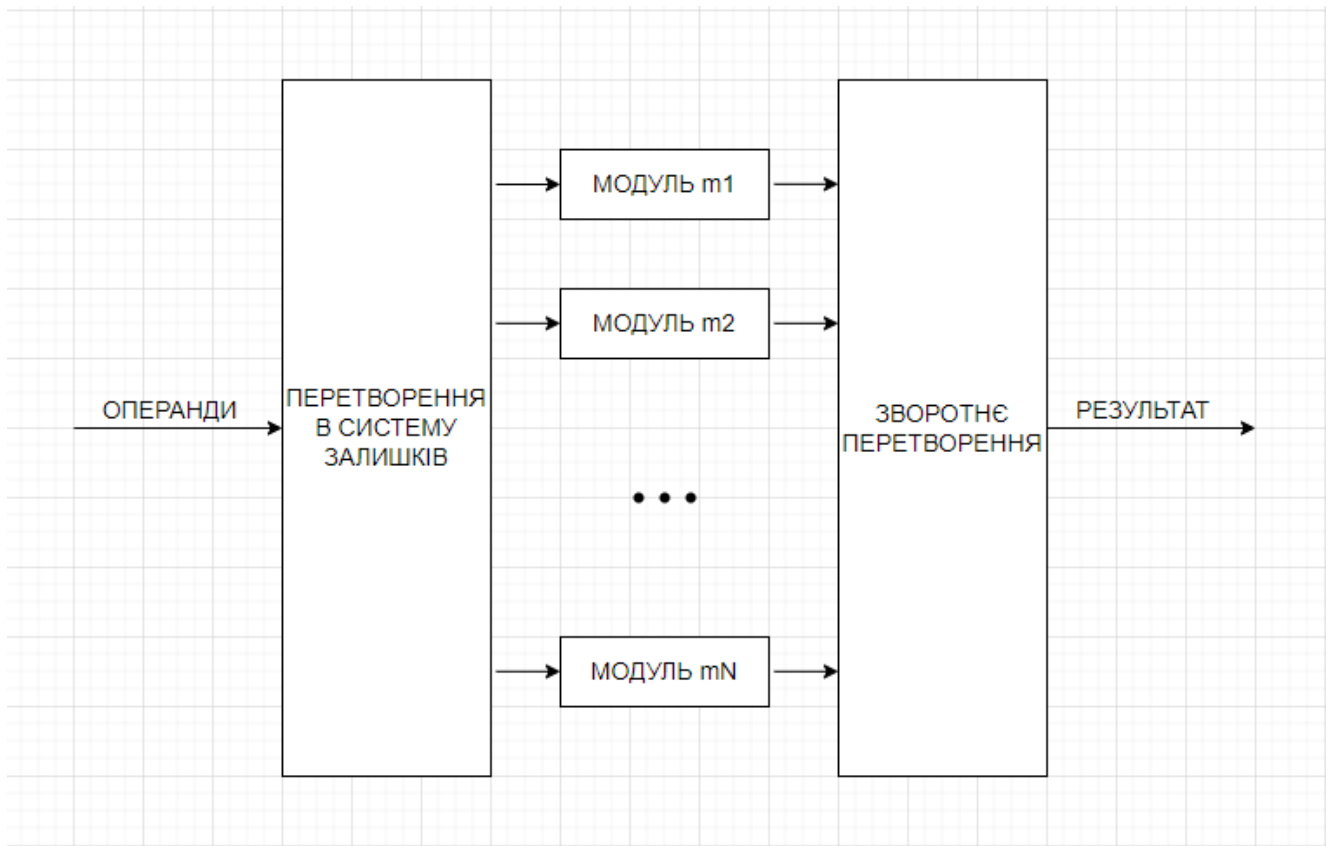 ОПЕРАНДИ
ПЕРЕТВОРЕННЯ
В СИСТЕМУ
ЗАЛИШКІВ
МОДУЛЬ m1
МОДУЛЬ m2
МОДУЛЬ mN
ЗВОРОТНЄ
ПЕРЕТВОРЕННЯ
РЕЗУЛЬТАТ